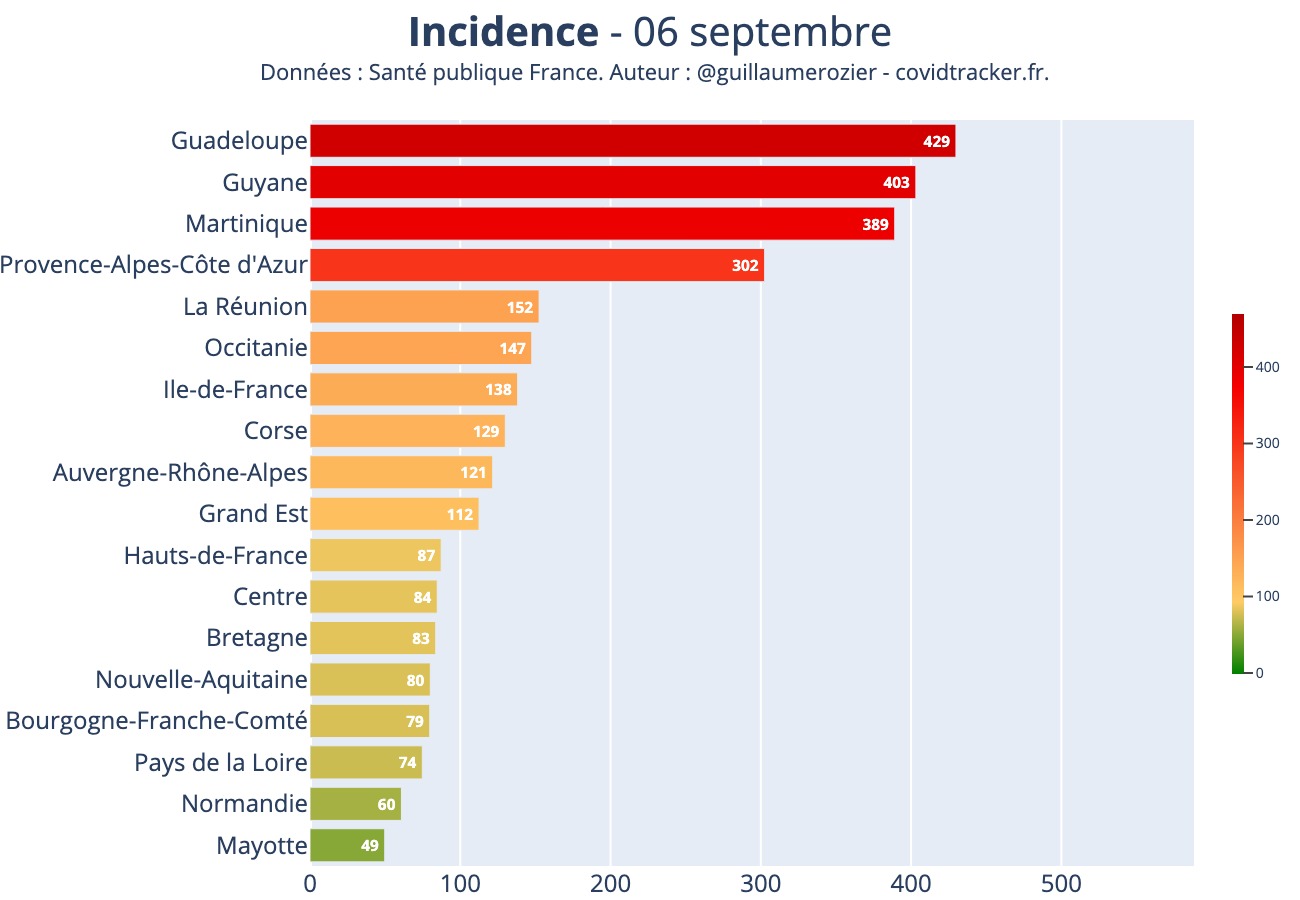 Incidence - 06 septembre
Données : Santé publique France. Auteur : @guillaumerozier - covidtracker.fr.
Guadeloupe 429
Guyane 403
Martinique 389
Provence-Alpes-Côte d'Azur 302
La Réunion 152
Occitanie 147
Ile-de-France 138
Corse 129
Auvergne-Rhône-Alpes 121
Grand Est 112
Hauts-de-France 87
Centre 84
Bretagne 83
Nouvelle-Aquitaine 80
Bourgogne-Franche-Comté 79
Pays de la Loire 74
Normandie 60
Mayotte 49
0 100 200 300 400 500
400
300
200
100
0